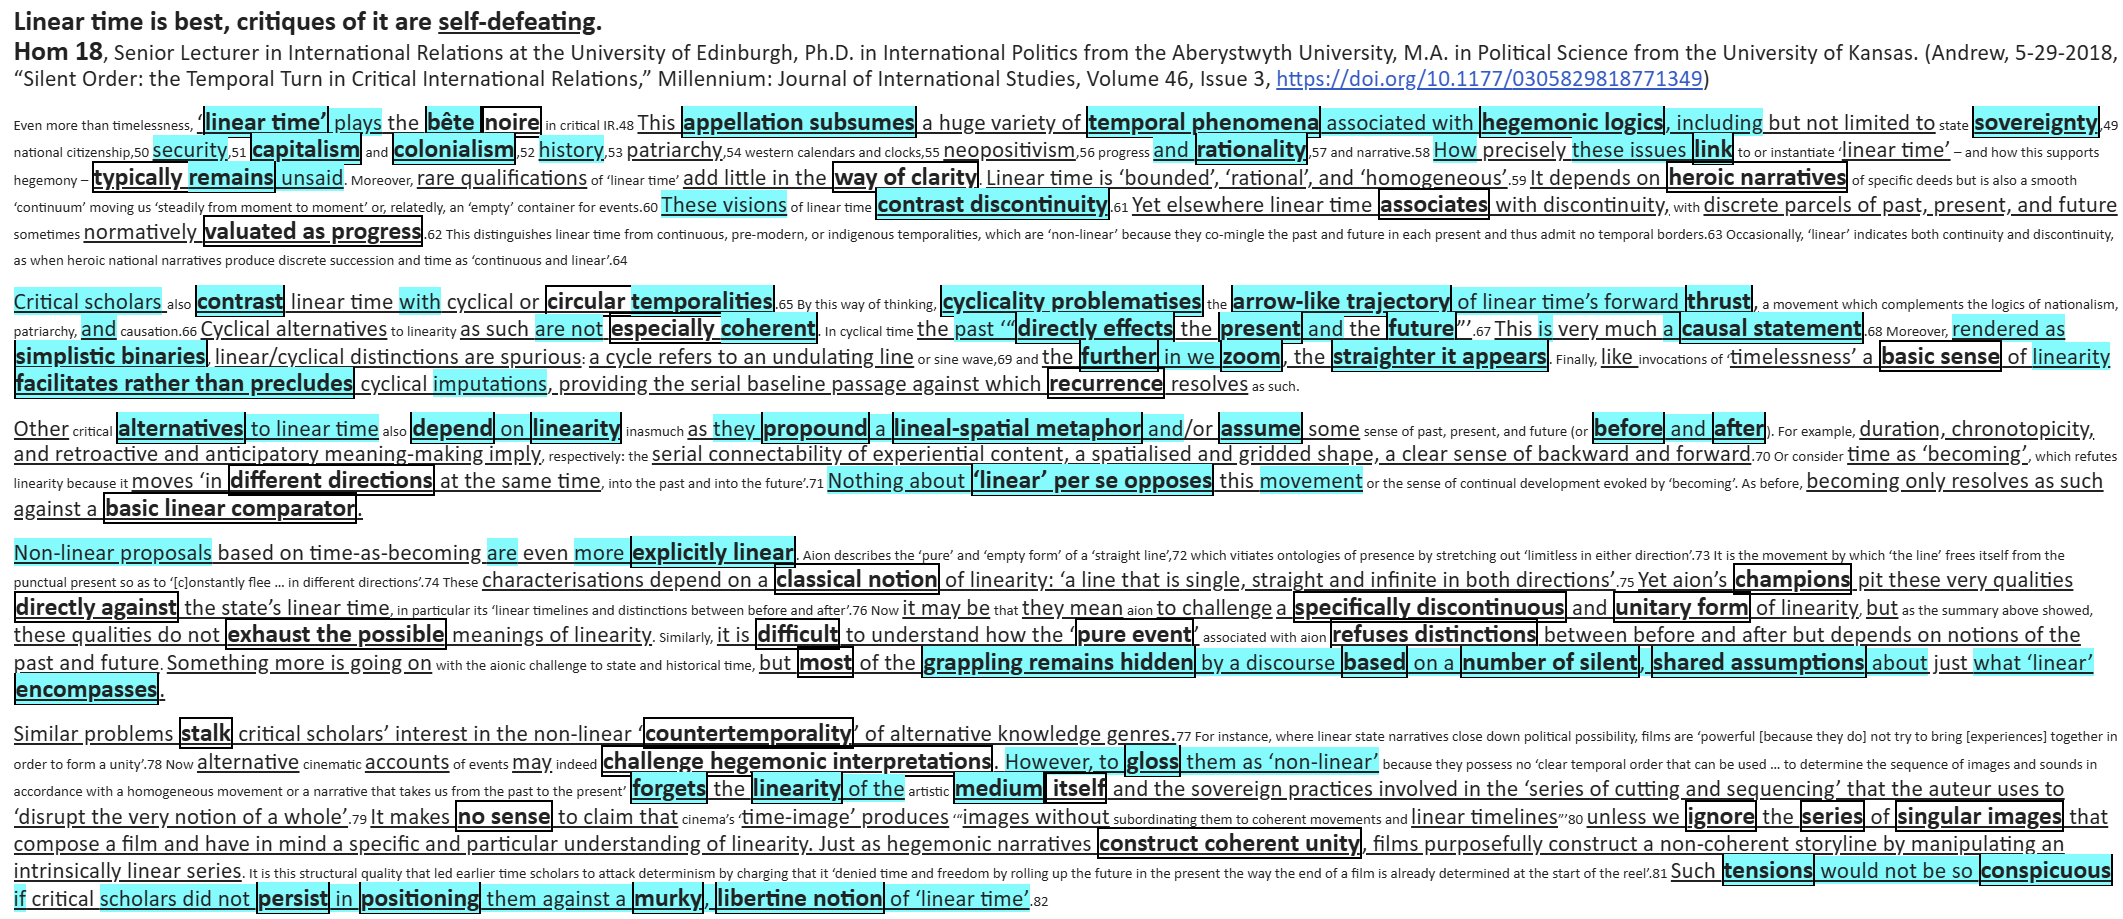 Linear time is best, critiques of it are self-defeating.
Hom 18, Senior Lecturer in International Relations at the University of Edinburgh, Ph.D. in International Politics from the Aberystwyth University, M.A. in Political Science from the University of Kansas. (Andrew, 5-29-2018,
“Silent Order: the Temporal Turn in Critical International Relations,” Millennium: Journal of International Studies, Volume 46, Issue 3, https://doi.org/10.1177/0305829818771349)
Even more than timelessness, ‘linear time’ plays the bête noire in critical IR.48 This appellation subsumes a huge variety of temporal phenomena associated with hegemonic logics, including but not limited to state sovereignty,49
national citizenship,50 security,51 capitalism and colonialism,52 history,53 patriarchy,54 western calendars and clocks,55 neopositivism,56 progress and rationality,57 and narrative.58 How precisely these issues link to or instantiate ‘linear time’ – and how this supports
hegemony – typically remains unsaid. Moreover, rare qualifications of ‘linear time’ add little in the way of clarity. Linear time is ‘bounded’, ‘rational’, and ‘homogeneous’.59 It depends on heroic narratives of specific deeds but is also a smooth
‘continuum’ moving us ‘steadily from moment to moment’ or, relatedly, an ‘empty’ container for events.60 These visions of linear time contrast discontinuity.61 Yet elsewhere linear time associates with discontinuity, with discrete parcels of past, present, and future
sometimes normatively valuated as progress.62 This distinguishes linear time from continuous, pre-modern, or indigenous temporalities, which are ‘non-linear’ because they co-mingle the past and future in each present and thus admit no temporal borders.63 Occasionally, ‘linear’ indicates both continuity and discontinuity,
as when heroic national narratives produce discrete succession and time as ‘continuous and linear’.64
Critical scholars also contrast linear time with cyclical or circular temporalities.65 By this way of thinking, cyclicality problematises the arrow-like trajectory of linear time’s forward thrust, a movement which complements the logics of nationalism,
patriarchy, and causation.66 Cyclical alternatives to linearity as such are not especially coherent. In cyclical time the past ‘“directly effects the present and the future”’.67 This is very much a causal statement.68 Moreover, rendered as
simplistic binaries, linear/cyclical distinctions are spurious: a cycle refers to an undulating line or sine wave,69 and the further in we zoom, the straighter it appears. Finally, like invocations of ‘timelessness’ a basic sense of linearity
facilitates rather than precludes cyclical imputations, providing the serial baseline passage against which recurrence resolves as such.
Other critical alternatives to linear time also depend on linearity inasmuch as they propound a lineal-spatial metaphor and/or assume some sense of past, present, and future (or before and after). For example, duration, chronotopicity,
and retroactive and anticipatory meaning-making imply, respectively: the serial connectability of experiential content, a spatialised and gridded shape, a clear sense of backward and forward.70 Or consider time as ‘becoming’, which refutes
linearity because it moves ‘in different directions at the same time, into the past and into the future’.71 Nothing about ‘linear’ per se opposes this movement or the sense of continual development evoked by ‘becoming’. As before, becoming only resolves as such
against a basic linear comparator.
Non-linear proposals based on time-as-becoming are even more explicitly linear. Aion describes the ‘pure’ and ‘empty form’ of a ‘straight line’,72 which vitiates ontologies of presence by stretching out ‘limitless in either direction’.73 It is the movement by which ‘the line’ frees itself from the
punctual present so as to ‘[c]onstantly flee … in different directions’.74 These characterisations depend on a classical notion of linearity: ‘a line that is single, straight and infinite in both directions’.75 Yet aion’s champions pit these very qualities
directly against the state’s linear time, in particular its ‘linear timelines and distinctions between before and after’.76 Now it may be that they mean aion to challenge a specifically discontinuous and unitary form of linearity, but as the summary above showed,
these qualities do not exhaust the possible meanings of linearity. Similarly, it is difficult to understand how the ‘pure event’ associated with aion refuses distinctions between before and after but depends on notions of the
past and future. Something more is going on with the aionic challenge to state and historical time, but most of the grappling remains hidden by a discourse based on a number of silent, shared assumptions about just what ‘linear’
encompasses.
Similar problems stalk critical scholars’ interest in the non-linear ‘countertemporality’ of alternative knowledge genres.77 For instance, where linear state narratives close down political possibility, films are ‘powerful [because they do] not try to bring [experiences] together in
order to form a unity’.78 Now alternative cinematic accounts of events may indeed challenge hegemonic interpretations. However, to gloss them as ‘non-linear’ because they possess no ‘clear temporal order that can be used … to determine the sequence of images and sounds in
accordance with a homogeneous movement or a narrative that takes us from the past to the present’ forgets the linearity of the artistic medium itself and the sovereign practices involved in the ‘series of cutting and sequencing’ that the auteur uses to
‘disrupt the very notion of a whole’.79 It makes no sense to claim that cinema’s ‘time-image’ produces ‘“images without subordinating them to coherent movements and linear timelines”’80 unless we ignore the series of singular images that
compose a film and have in mind a specific and particular understanding of linearity. Just as hegemonic narratives construct coherent unity, films purposefully construct a non-coherent storyline by manipulating an
intrinsically linear series. It is this structural quality that led earlier time scholars to attack determinism by charging that it ‘denied time and freedom by rolling up the future in the present the way the end of a film is already determined at the start of the reel’.81 Such tensions would not be so conspicuous
if critical scholars did not persist in positioning them against a murky, libertine notion of ‘linear time’.82